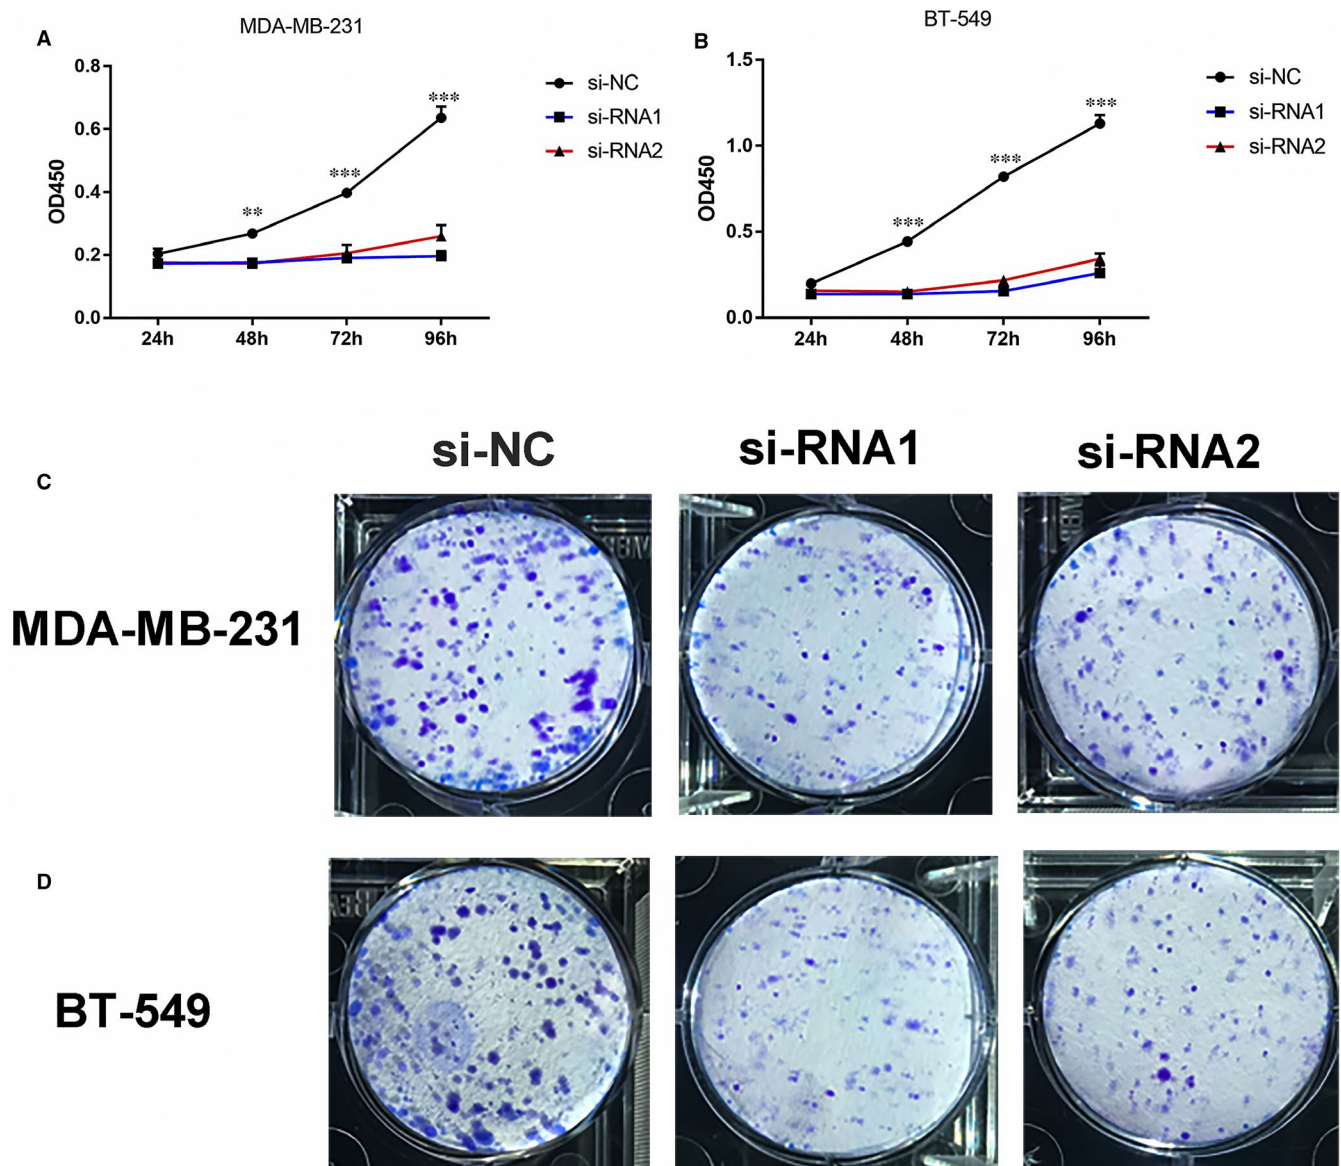 A
MDA-MB-231
0.8
0.6
0.4
0.2
0.0
OD450
24h 48h 72h 96h
** *** ***
si-NC
si-RNA1
si-RNA2
B
BT-549
1.5
1.0
0.5
0.0
OD450
24h 48h 72h 96h
*** *** ***
si-NC
si-RNA1
si-RNA2
si-NC si-RNA1 si-RNA2
C
MDA-MB-231
D
BT-549